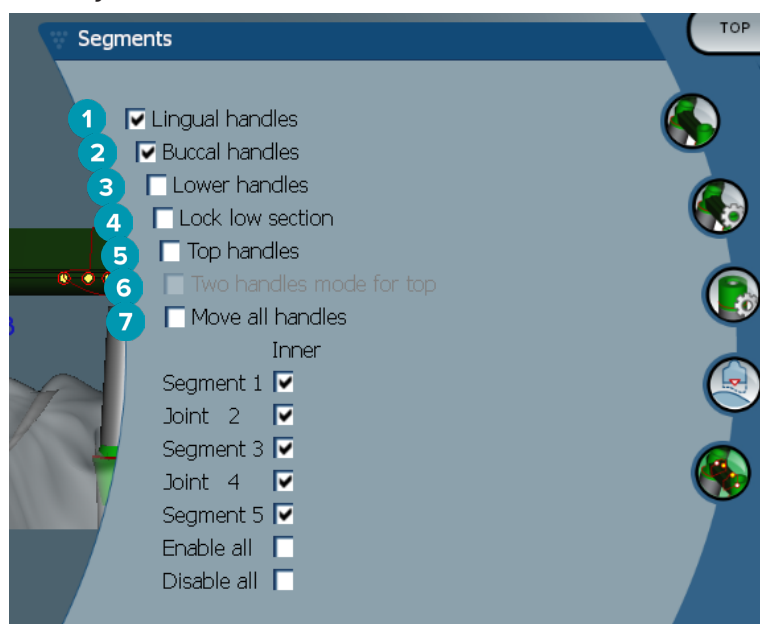 Segments
TOP
1 Lingual handles
2 Buccal handles
3 Lower handles
4 Lock low section
5 Top handles
6 Two handles mode for top
7 Move all handles
Inner
Segment 1
Joint 2
Segment 3
Joint 4
Segment 5
Enable all
Disable all